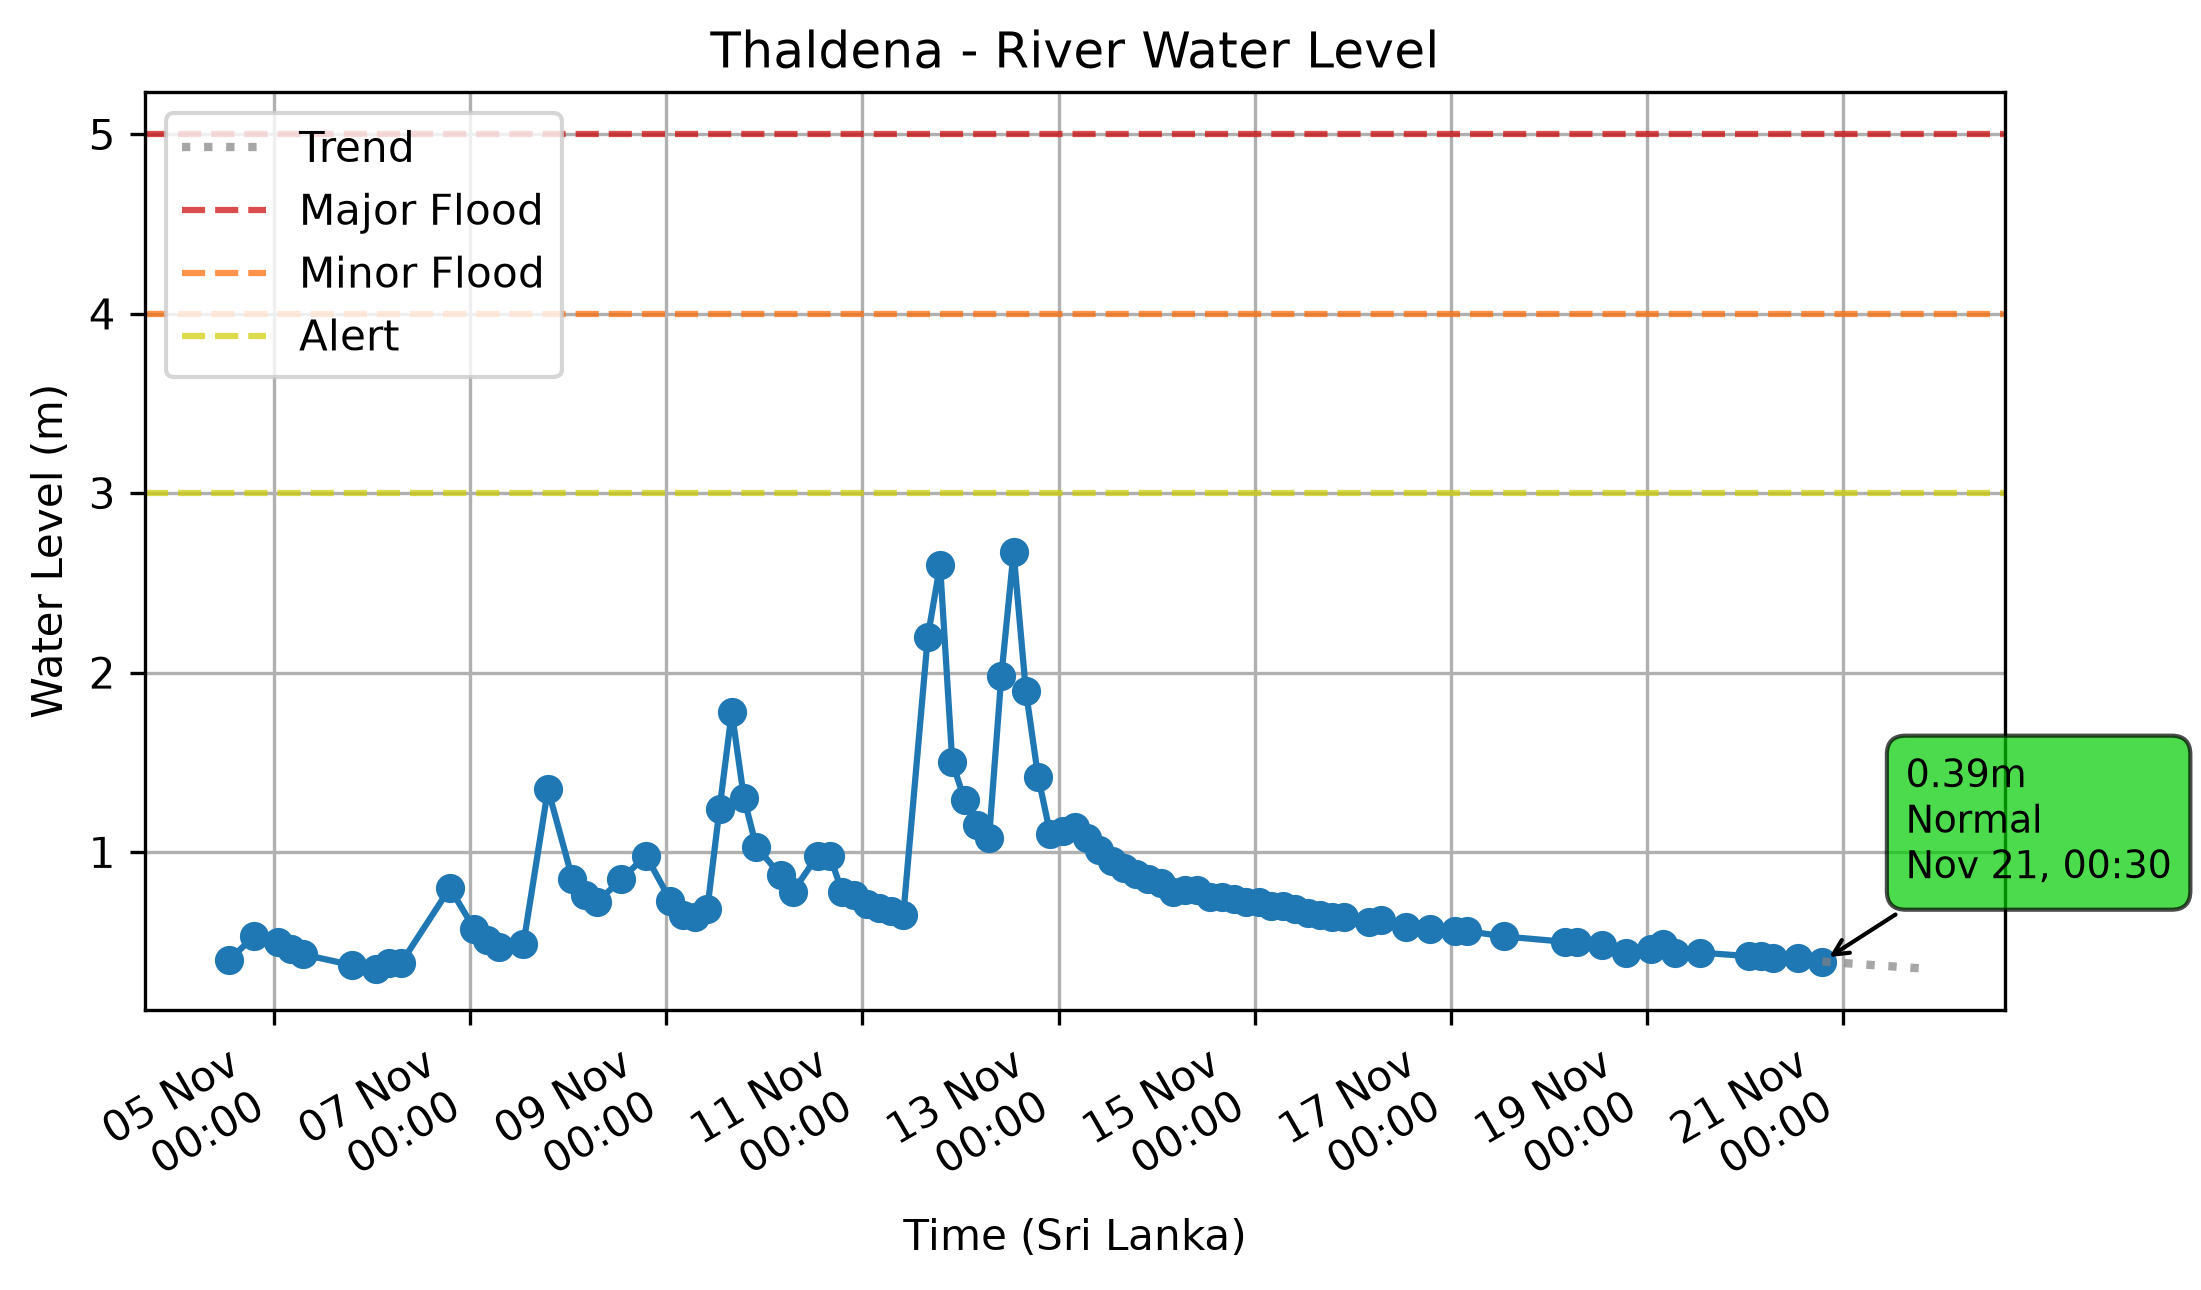 Thaldena - River Water Level
Trend
Major Flood
Minor Flood
Alert
Water Level (m)
5
4
3
2
1
0.39m
Normal
Nov 21, 00:30
05 Nov
00:00
07 Nov
00:00
09 Nov
00:00
11 Nov
00:00
13 Nov
00:00
15 Nov
00:00
17 Nov
00:00
19 Nov
00:00
21 Nov
00:00
Time (Sri Lanka)